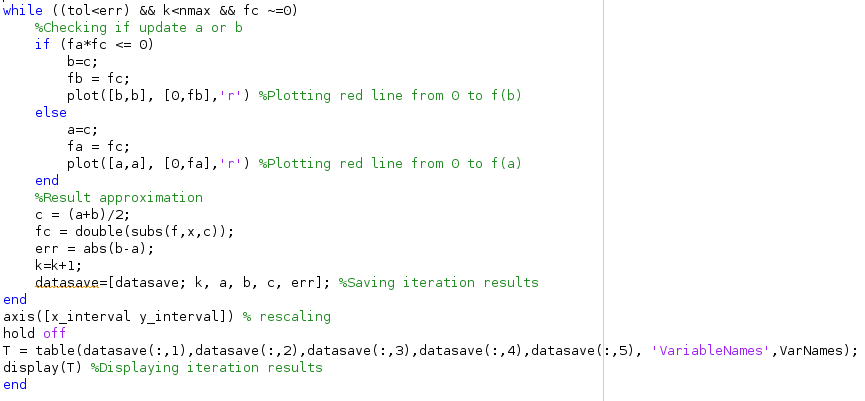 while ((tol<err) && k<nmax && fc ~=0)
    %Checking if update a or b
    if (fa*fc <= 0)
        b=c;
        fb = fc;
        plot([b,b], [0,fb],'r') %Plotting red line from 0 to f(b)
    else
        a=c;
        fa = fc;
        plot([a,a], [0,fa],'r') %Plotting red line from 0 to f(a)
    end
    %Result approximation
    c = (a+b)/2;
    fc = double(subs(f,x,c));
    err = abs(b-a);
    k=k+1;
    datasave=[datasave; k, a, b, c, err]; %Saving iteration results
end
axis([x_interval y_interval]) % rescaling
hold off
T = table(datasave(:,1),datasave(:,2),datasave(:,3),datasave(:,4),datasave(:,5), 'VariableNames',VarNames);
display(T) %Displaying iteration results
end